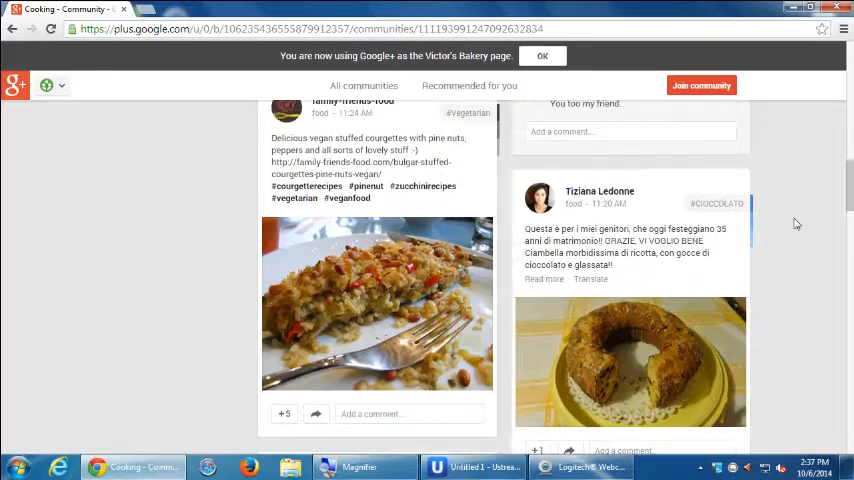 Cooking - Community - G
https://plus.google.com/u/0/b/106235436555879912357/communities/111193991247092632834
You are now using Google+ as the Victor's Bakery page.
OK
g+
All communities
Recommended for you
Join community
family-friends-food
food - 11:24 AM
#Vegetarian
Delicious vegan stuffed courgettes with pine nuts,
peppers and all sorts of lovely stuff :-)
http://family-friends-food.com/bulgar-stuffed-
courgettes-pine-nuts-vegan/
#courgetterecipes #pinenut #zucchinirecipes
#vegetarian #veganfood
+5
Add a comment...
You too my friend.
Add a comment...
Tiziana Ledonne
food - 11:20 AM
#CIOCCOLATO
Questa è per i miei genitori, che oggi festeggiano 35
anni di matrimonio!! GRAZIE, VI VOGLIO BENE
Ciambella morbidissima di ricotta, con gocce di
cioccolato e glassata!!
Read more · Translate
+1
Add a comment...
Cooking - Comm...
Magnifier
Untitled 1 - Ustrea...
Logitech® Webc...
2:37 PM
10/6/2014